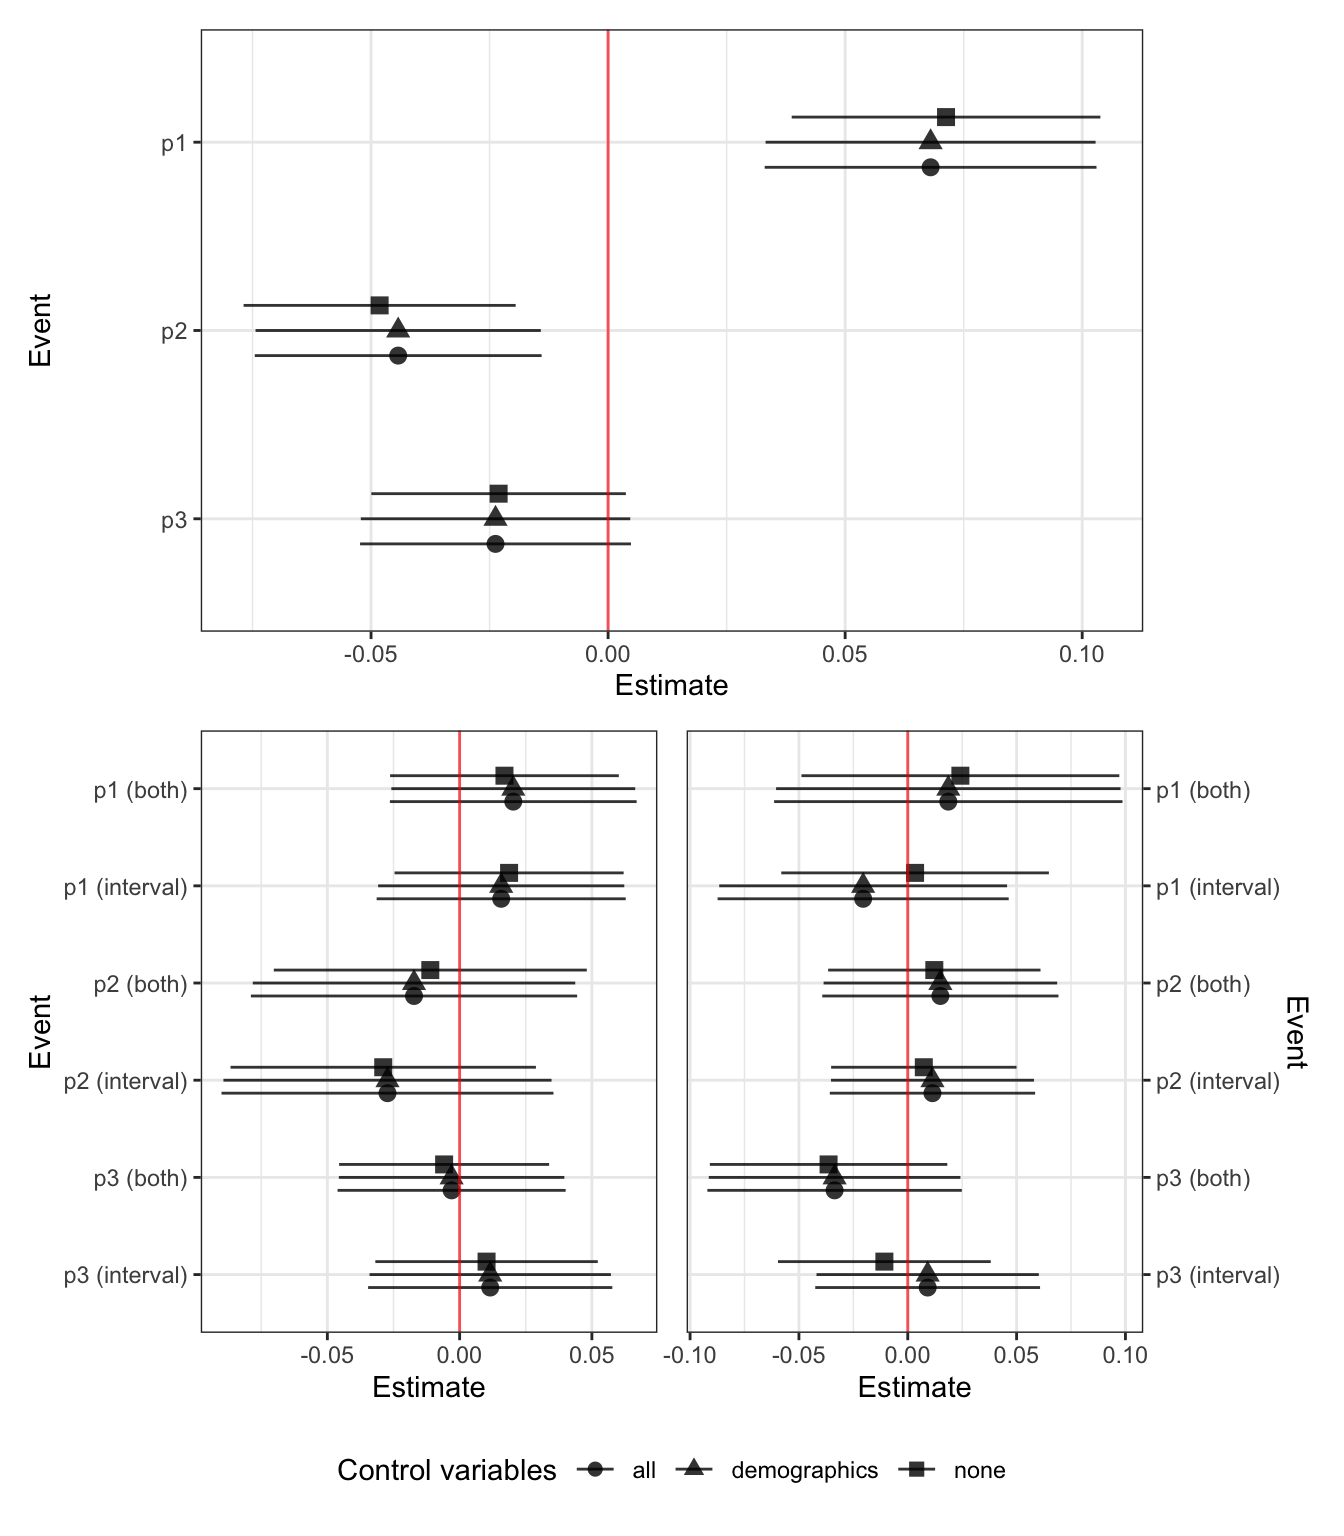 Event
p1
p2
p3
-0.05 0.00 0.05 0.10
Estimate
Event
p1 (both)
p1 (interval)
p2 (both)
p2 (interval)
p3 (both)
p3 (interval)
-0.05 0.00 0.05
Estimate
p1 (both)
p1 (interval)
p2 (both)
p2 (interval)
p3 (both)
p3 (interval)
Event
-0.10 -0.05 0.00 0.05 0.10
Estimate
Control variables all demographics none